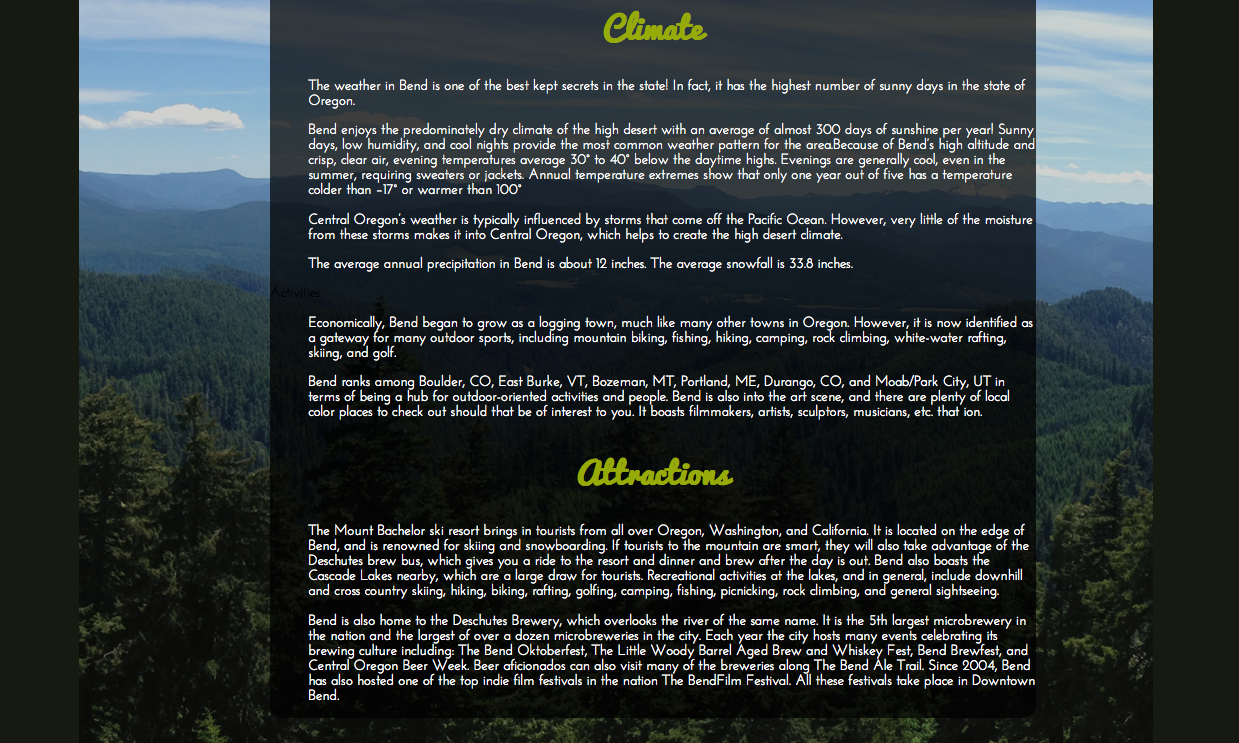 Climate
The weather in Bend is one of the best kept secrets in the state! In fact, it has the highest number of sunny days in the state of
Oregon.
Bend enjoys the predominately dry climate of the high desert with an average of almost 300 days of sunshine per year! Sunny
days, low humidity, and cool nights provide the most common weather pattern for the area.Because of Bend's high altitude and
crisp, clear air, evening temperatures average 30° to 40° below the daytime highs. Evenings are generally cool, even in the
summer, requiring sweaters or jackets. Annual temperature extremes show that only one year out of five has a temperature
colder than -17° or warmer than 100°
Central Oregon's weather is typically influenced by storms that come off the Pacific Ocean. However, very little of the moisture
from these storms makes it into Central Oregon, which helps to create the high desert climate.
The average annual precipitation in Bend is about 12 inches. The average snowfall is 33.8 inches.
Activities
Economically, Bend began to grow as a logging town, much like many other towns in Oregon. However, it is now identified as
a gateway for many outdoor sports, including mountain biking, fishing, hiking, camping, rock climbing, white-water rafting,
skiing, and golf.
Bend ranks among Boulder, CO, East Burke, VT, Bozeman, MT, Portland, ME, Durango, CO, and Moab/Park City, UT in
terms of being a hub for outdoor-oriented activities and people. Bend is also into the art scene, and there are plenty of local
color places to check out should that be of interest to you. It boasts filmmakers, artists, sculptors, musicians, etc. that ion.
Attractions
The Mount Bachelor ski resort brings in tourists from all over Oregon, Washington, and California. It is located on the edge of
Bend, and is renowned for skiing and snowboarding. If tourists to the mountain are smart, they will also take advantage of the
Deschutes brew bus, which gives you a ride to the resort and dinner and brew after the day is out. Bend also boasts the
Cascade Lakes nearby, which are a large draw for tourists. Recreational activities at the lakes, and in general, include downhill
and cross country skiing, hiking, biking, rafting, golfing, camping, fishing, picnicking, rock climbing, and general sightseeing.
Bend is also home to the Deschutes Brewery, which overlooks the river of the same name. It is the 5th largest microbrewery in
the nation and the largest of over a dozen microbreweries in the city. Each year the city hosts many events celebrating its
brewing culture including: The Bend Oktoberfest, The Little Woody Barrel Aged Brew and Whiskey Fest, Bend Brewfest, and
Central Oregon Beer Week. Beer aficionados can also visit many of the breweries along The Bend Ale Trail. Since 2004, Bend
has also hosted one of the top indie film festivals in the nation The BendFilm Festival. All these festivals take place in Downtown
Bend.